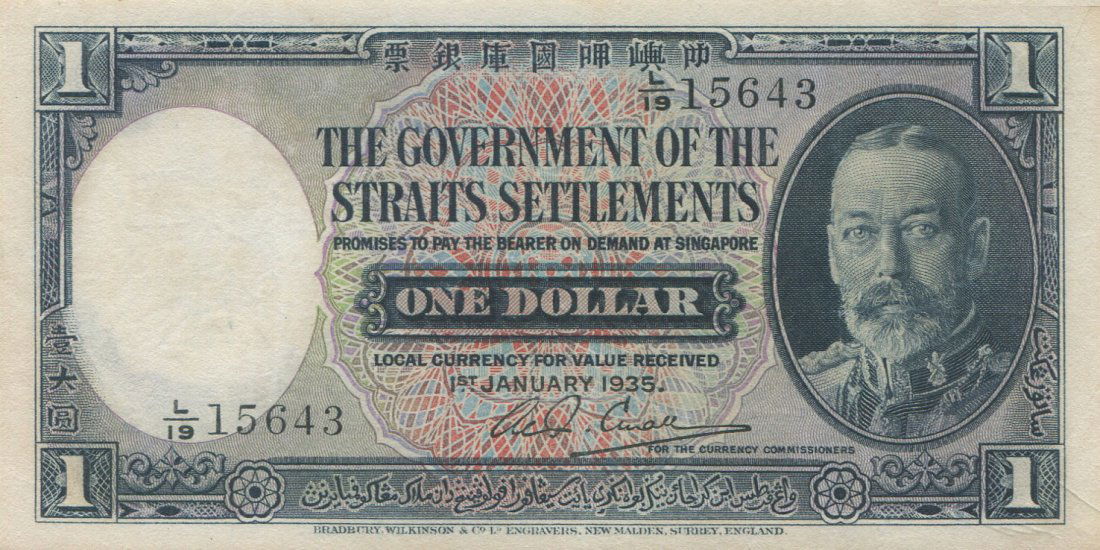 1 1
叻嶼呷國庫銀票
L/19 15643
THE GOVERNMENT OF THE
STRAITS SETTLEMENTS
PROMISES TO PAY THE BEARER ON DEMAND AT SINGAPORE
ONE DOLLAR
LOCAL CURRENCY FOR VALUE RECEIVED
1ST JANUARY 1935.
壹大圓
ساتو رڠݢيت
L/19 15643
FOR THE CURRENCY COMMISSIONERS
1 1
BRADBURY, WILKINSON & Co. Ld. ENGRAVERS, NEW MALDEN, SURREY, ENGLAND.